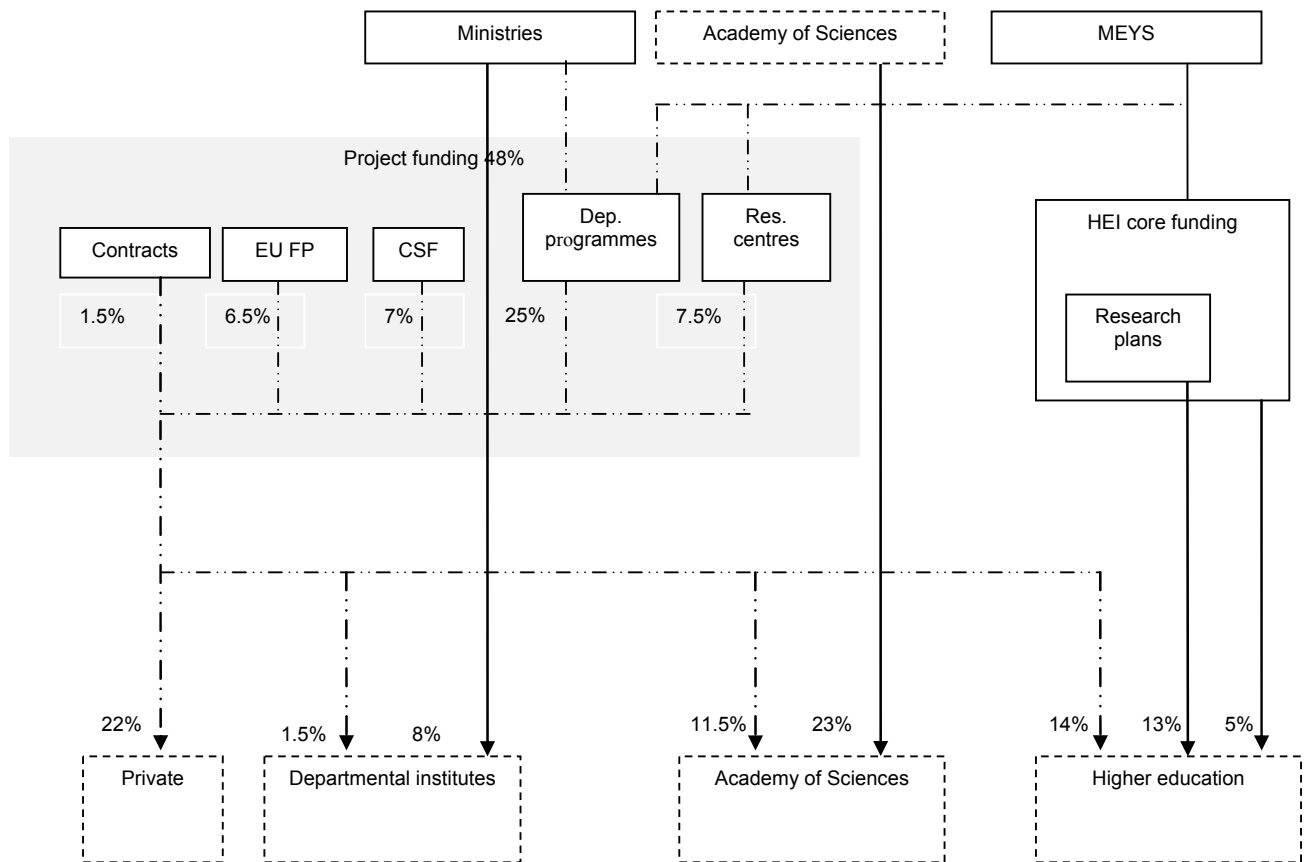 Ministries
Academy of Sciences
MEYS
Project funding 48%
Contracts
EU FP
CSF
Dep.
programmes
Res.
centres
HEI core funding
Research
plans
1.5%
6.5%
7%
25%
7.5%
22%
1.5%
8%
11.5%
23%
14%
13%
5%
Private
Departmental institutes
Academy of Sciences
Higher education